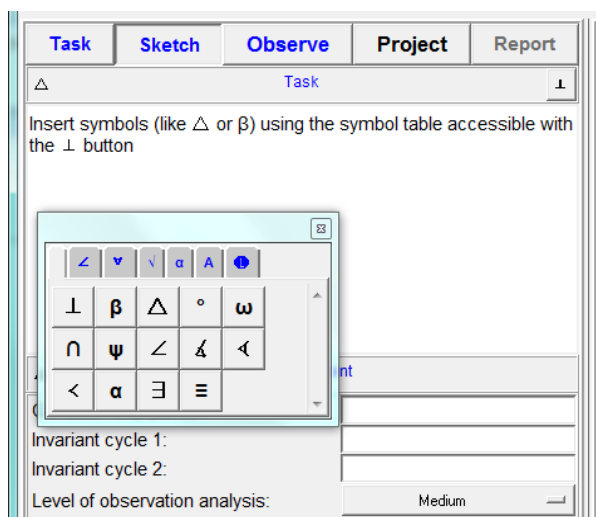 Task Sketch Observe Project Report
△ Task ⊥
Insert symbols (like △ or β) using the symbol table accessible with
the ⊥ button
∠ ∀ √ α A L
⊥ β △ ° ω
∩ ψ ∠ ∡ ∢
≺ α ∃ ≡
nt
Invariant cycle 1:
Invariant cycle 2:
Level of observation analysis: Medium